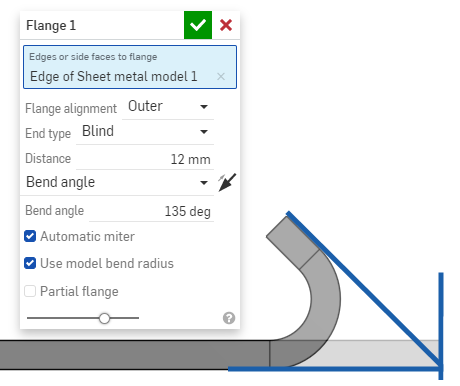 Flange 1
Edges or side faces to flange
Edge of Sheet metal model 1
Flange alignment Outer
End type Blind
Distance 12 mm
Bend angle
Bend angle 135 deg
Automatic miter
Use model bend radius
Partial flange
?